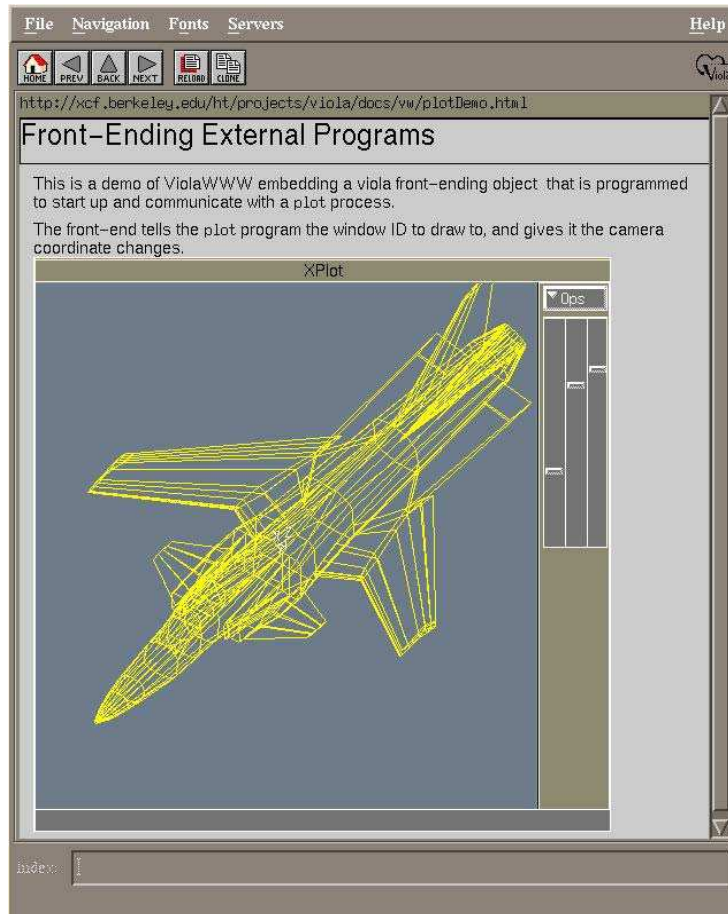 File Navigation Fonts Servers Help
HOME PREV BACK NEXT RELOAD CLONE Viola
http://xcf.berkeley.edu/ht/projects/viola/docs/vw/plotDemo.html
Front-Ending External Programs
This is a demo of ViolaWWW embedding a viola front-ending object that is programmed
to start up and communicate with a plot process.
The front-end tells the plot program the window ID to draw to, and gives it the camera
coordinate changes.
XPlot
Ops
Index: